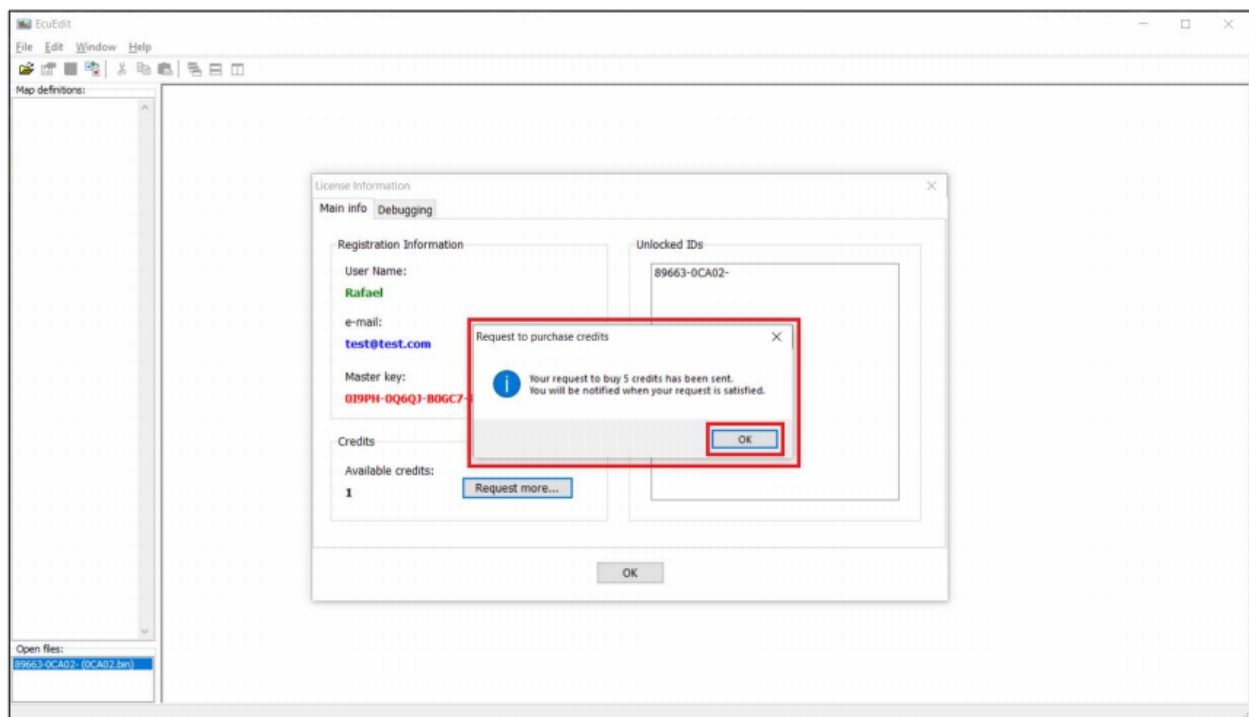 EcuEdit
File Edit Window Help
Map definitions:
License Information
Main info Debugging
Registration Information
User Name:
Rafael
e-mail:
test@test.com
Master key:
0I9PH-0Q6QJ-B0GC7-
Credits
Available credits:
1
Request more...
Unlocked IDs
89663-0CA02-
Request to purchase credits
Your request to buy 5 credits has been sent.
You will be notified when your request is satisfied.
OK
OK
Open files:
89663-0CA02- (0CA02.bin)